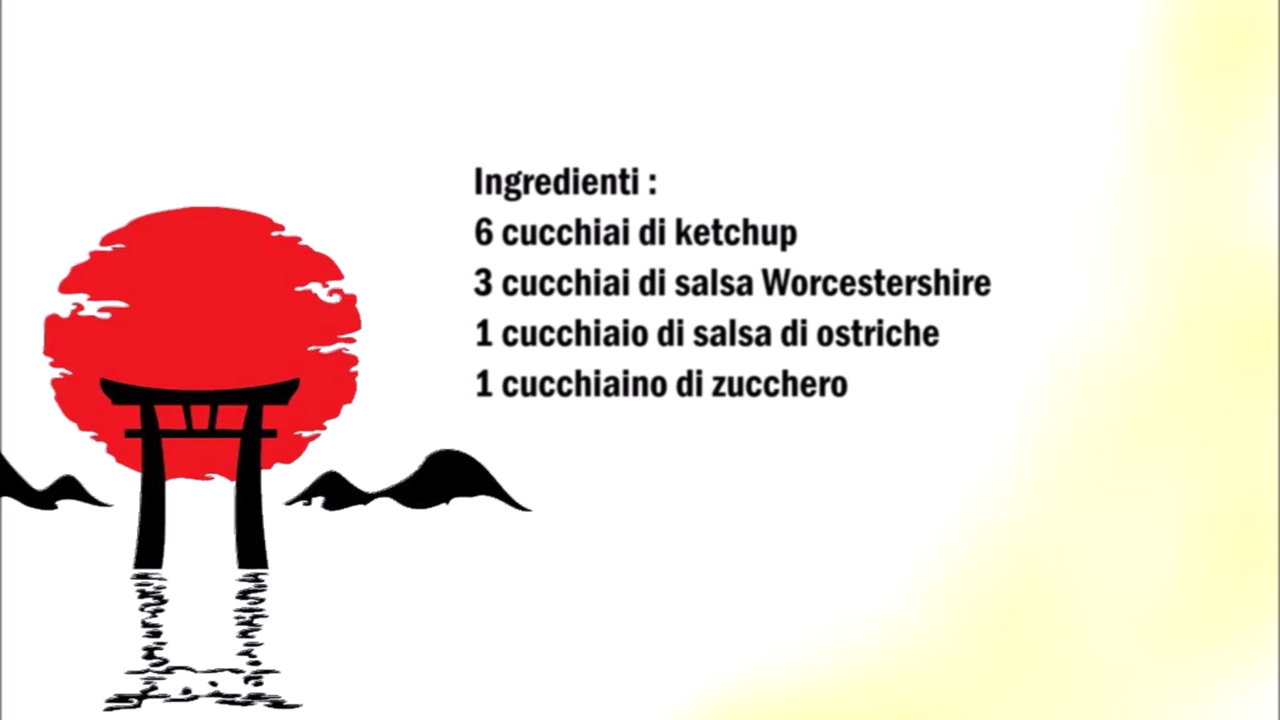 Ingredienti :
6 cucchiai di ketchup
3 cucchiai di salsa Worcestershire
1 cucchiaio di salsa di ostriche
1 cucchiaino di zucchero